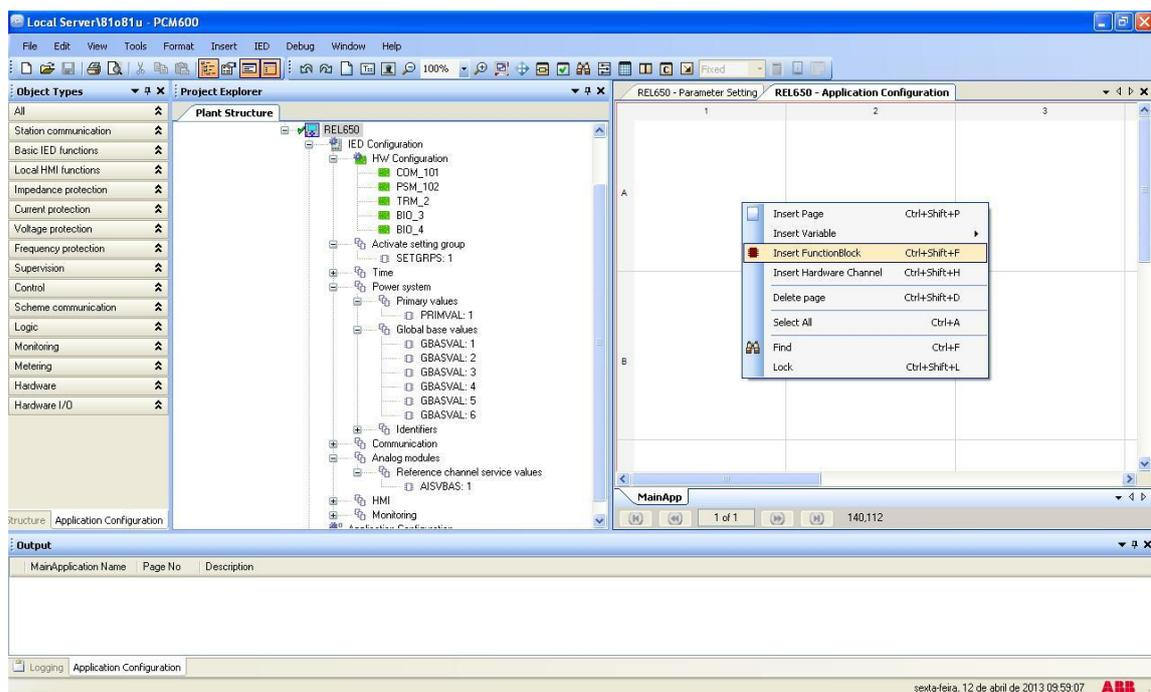 Local Server\81o81u - PCM600
File Edit View Tools Format Insert IED Debug Window Help
100% Fixed
Object Types
All
Station communication
Basic IED functions
Local HMI functions
Impedance protection
Current protection
Voltage protection
Frequency protection
Supervision
Control
Scheme communication
Logic
Monitoring
Metering
Hardware
Hardware I/O
Structure Application Configuration
Project Explorer
Plant Structure
REL650
IED Configuration
HW Configuration
COM_101
PSM_102
TRM_2
BIO_3
BIO_4
Activate setting group
SETGRPS: 1
Time
Power system
Primary values
PRIMVAL: 1
Global base values
GBASVAL: 1
GBASVAL: 2
GBASVAL: 3
GBASVAL: 4
GBASVAL: 5
GBASVAL: 6
Identifiers
Communication
Analog modules
Reference channel service values
AISVBAS: 1
HMI
Monitoring
Application Configuration
REL650 - Parameter Setting REL650 - Application Configuration
1 2 3
A
B
Insert Page Ctrl+Shift+P
Insert Variable
Insert FunctionBlock Ctrl+Shift+F
Insert Hardware Channel Ctrl+Shift+H
Delete page Ctrl+Shift+D
Select All Ctrl+A
Find Ctrl+F
Lock Ctrl+Shift+L
MainApp
1 of 1 140,112
Output
MainApplication Name Page No Description
Logging Application Configuration
sexta-feira, 12 de abril de 2013 09:59:07 ABB